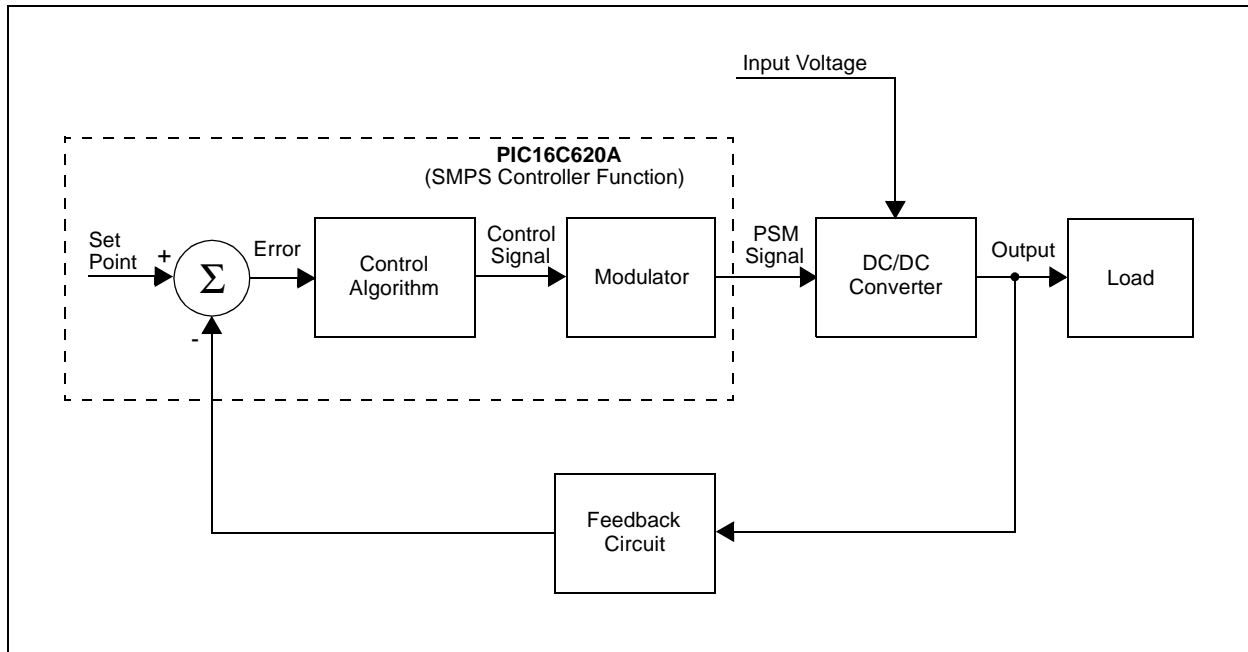 Input Voltage
PIC16C620A
(SMPS Controller Function)
Set
Point
+
-
Σ
Error
Control
Algorithm
Control
Signal
Modulator
PSM
Signal
DC/DC
Converter
Output
Load
Feedback
Circuit